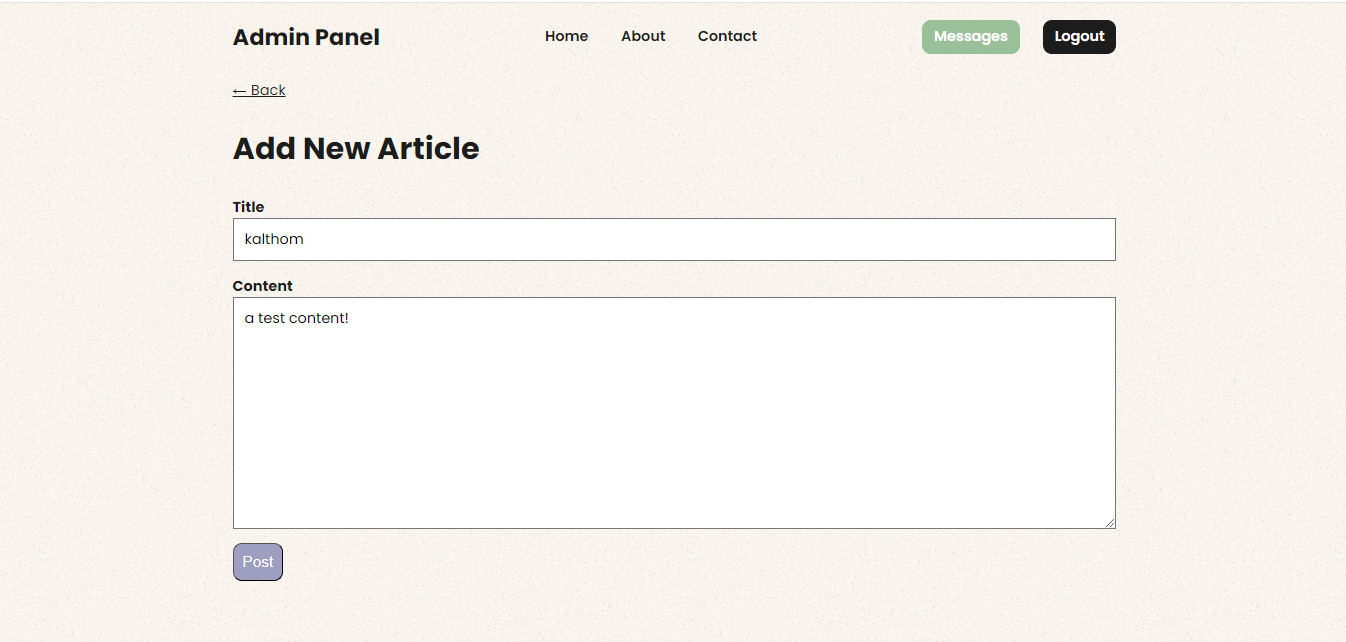 Admin Panel Home About Contact Messages Logout
← Back
Add New Article
Title
kalthom
Content
a test content!
Post